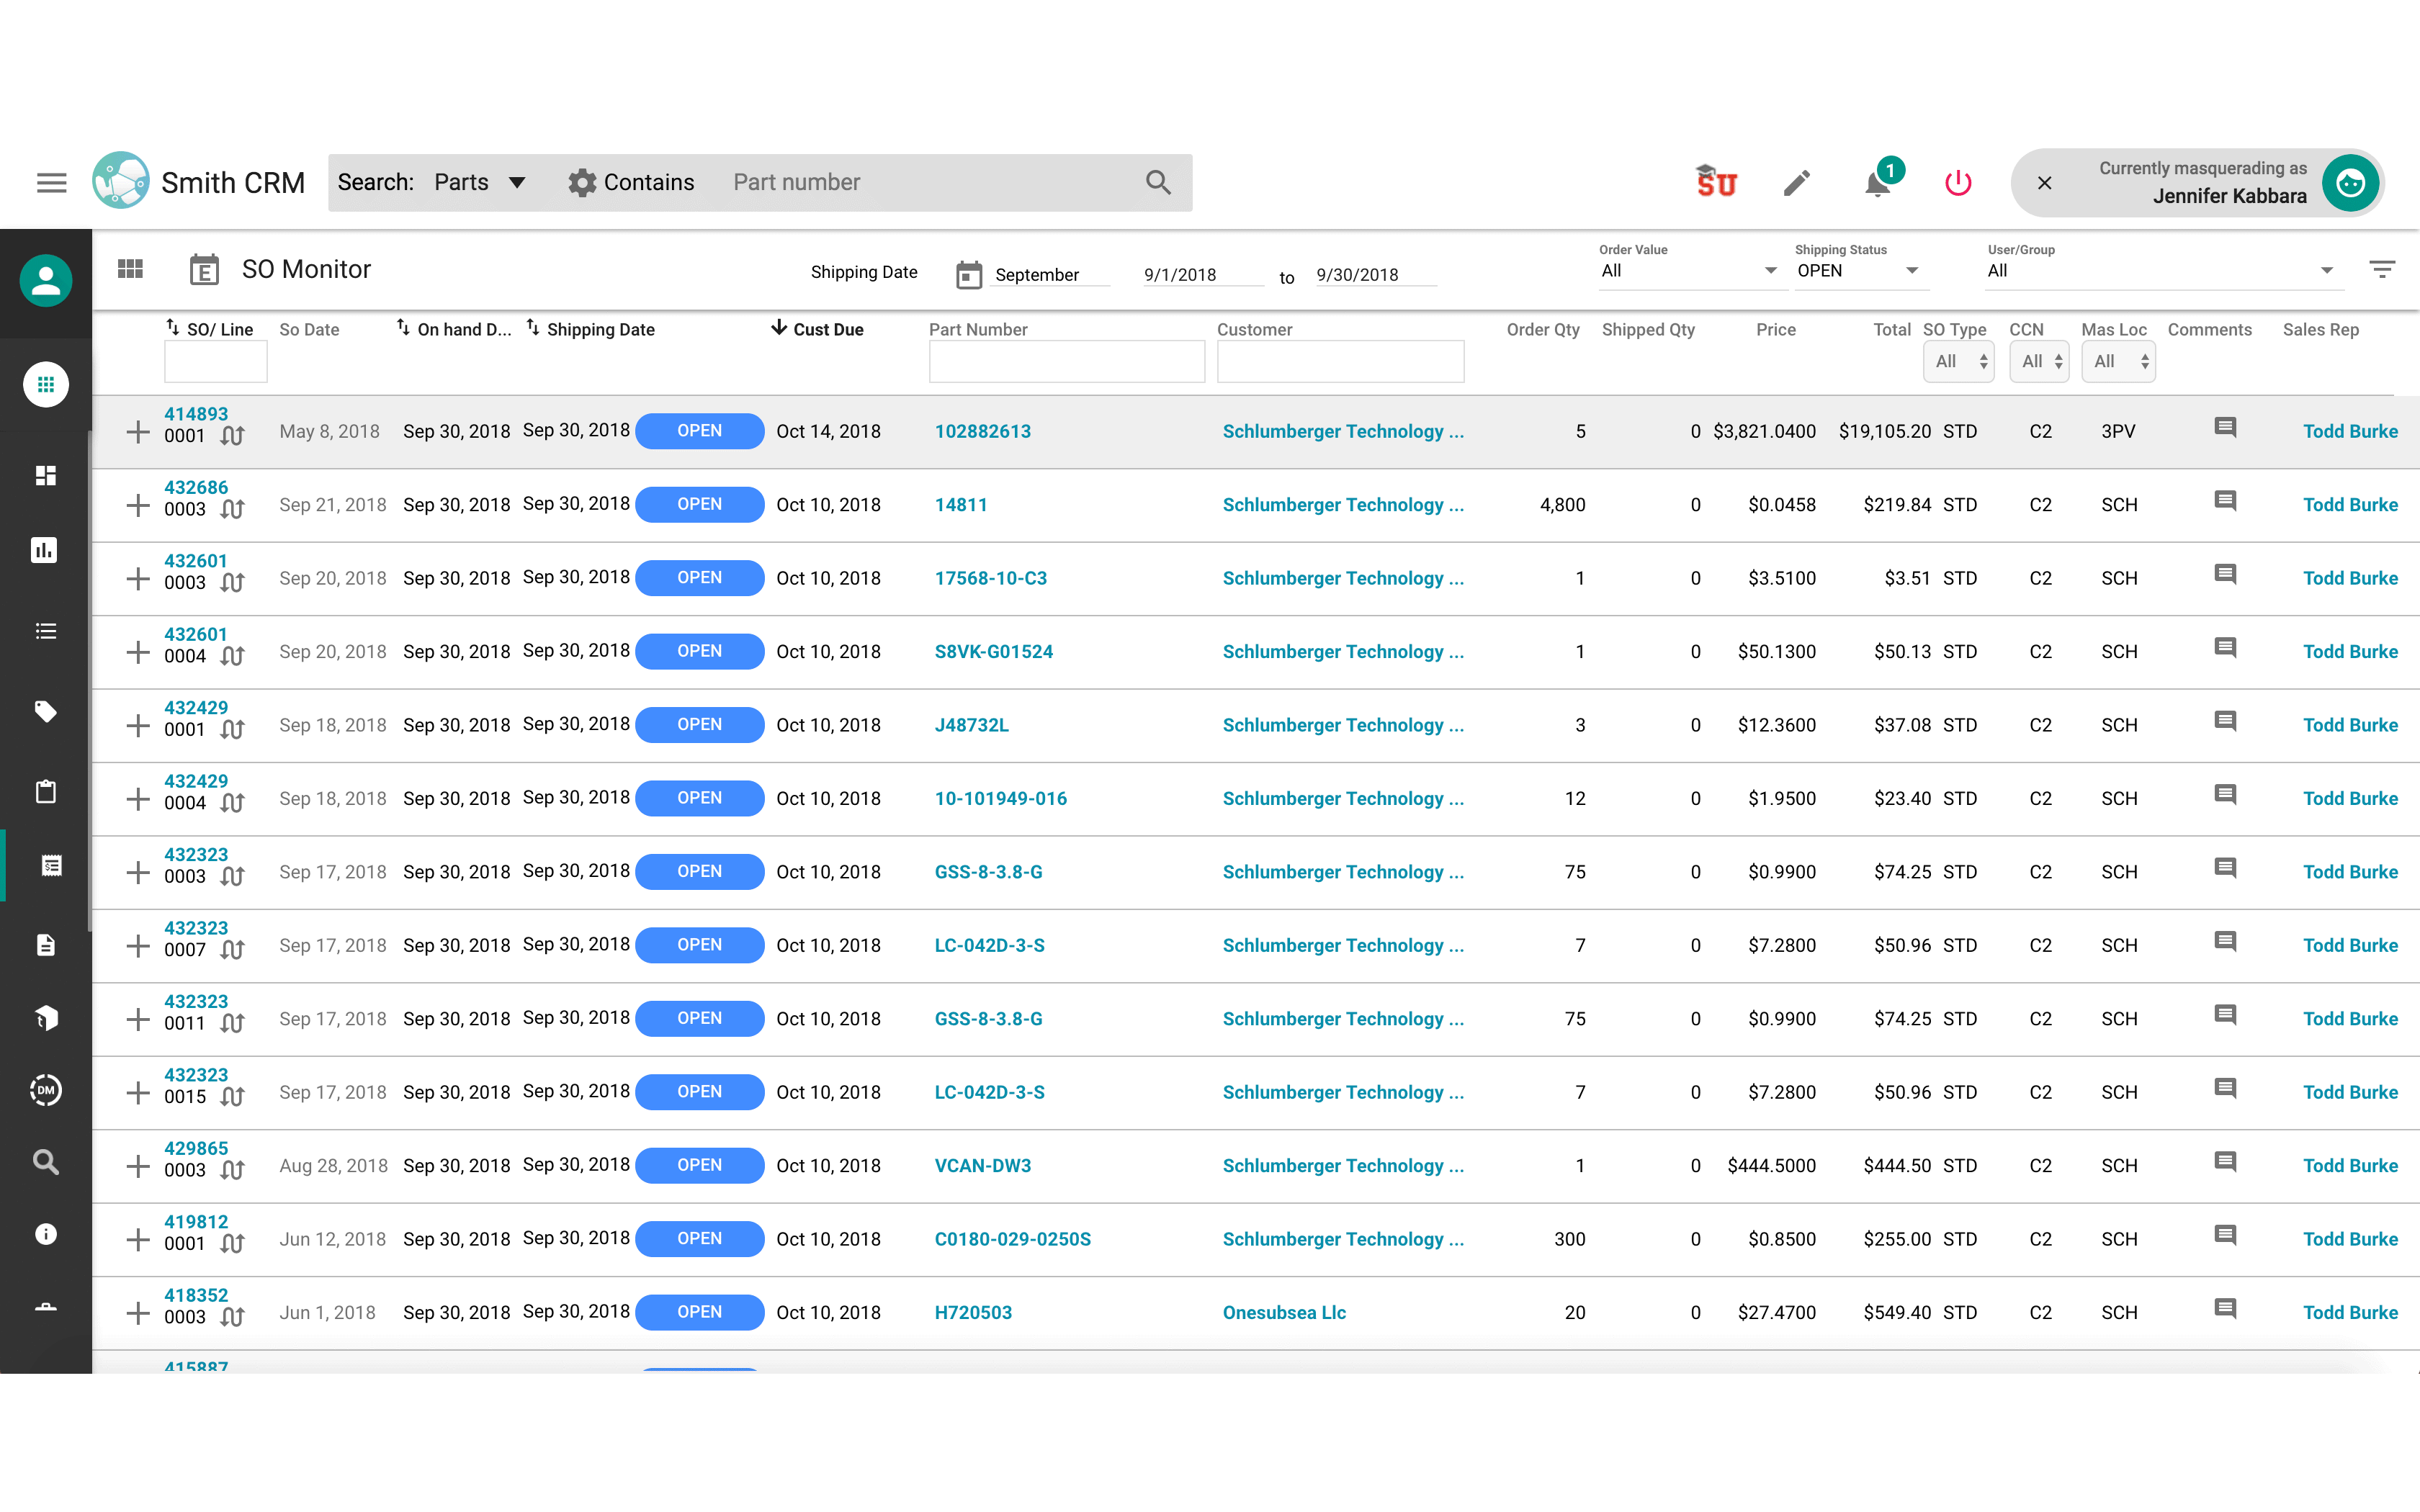 Smith CRM Search: Parts Contains Part number SU 1 Currently masquerading as
Jennifer Kabbara
SO Monitor Shipping Date September 9/1/2018 to 9/30/2018 Order Value All Shipping Status OPEN User/Group All
SO/ Line So Date On hand D... Shipping Date Cust Due Part Number Customer Order Qty Shipped Qty Price Total SO Type CCN Mas Loc Comments Sales Rep
All All All
414893
0001 May 8, 2018 Sep 30, 2018 Sep 30, 2018 OPEN Oct 14, 2018 102882613 Schlumberger Technology ... 5 0 $3,821.0400 $19,105.20 STD C2 3PV Todd Burke
432686
0003 Sep 21, 2018 Sep 30, 2018 Sep 30, 2018 OPEN Oct 10, 2018 14811 Schlumberger Technology ... 4,800 0 $0.0458 $219.84 STD C2 SCH Todd Burke
432601
0003 Sep 20, 2018 Sep 30, 2018 Sep 30, 2018 OPEN Oct 10, 2018 17568-10-C3 Schlumberger Technology ... 1 0 $3.5100 $3.51 STD C2 SCH Todd Burke
432601
0004 Sep 20, 2018 Sep 30, 2018 Sep 30, 2018 OPEN Oct 10, 2018 S8VK-G01524 Schlumberger Technology ... 1 0 $50.1300 $50.13 STD C2 SCH Todd Burke
432429
0001 Sep 18, 2018 Sep 30, 2018 Sep 30, 2018 OPEN Oct 10, 2018 J48732L Schlumberger Technology ... 3 0 $12.3600 $37.08 STD C2 SCH Todd Burke
432429
0004 Sep 18, 2018 Sep 30, 2018 Sep 30, 2018 OPEN Oct 10, 2018 10-101949-016 Schlumberger Technology ... 12 0 $1.9500 $23.40 STD C2 SCH Todd Burke
432323
0003 Sep 17, 2018 Sep 30, 2018 Sep 30, 2018 OPEN Oct 10, 2018 GSS-8-3.8-G Schlumberger Technology ... 75 0 $0.9900 $74.25 STD C2 SCH Todd Burke
432323
0007 Sep 17, 2018 Sep 30, 2018 Sep 30, 2018 OPEN Oct 10, 2018 LC-042D-3-S Schlumberger Technology ... 7 0 $7.2800 $50.96 STD C2 SCH Todd Burke
432323
0011 Sep 17, 2018 Sep 30, 2018 Sep 30, 2018 OPEN Oct 10, 2018 GSS-8-3.8-G Schlumberger Technology ... 75 0 $0.9900 $74.25 STD C2 SCH Todd Burke
432323
0015 Sep 17, 2018 Sep 30, 2018 Sep 30, 2018 OPEN Oct 10, 2018 LC-042D-3-S Schlumberger Technology ... 7 0 $7.2800 $50.96 STD C2 SCH Todd Burke
429865
0003 Aug 28, 2018 Sep 30, 2018 Sep 30, 2018 OPEN Oct 10, 2018 VCAN-DW3 Schlumberger Technology ... 1 0 $444.5000 $444.50 STD C2 SCH Todd Burke
419812
0001 Jun 12, 2018 Sep 30, 2018 Sep 30, 2018 OPEN Oct 10, 2018 C0180-029-0250S Schlumberger Technology ... 300 0 $0.8500 $255.00 STD C2 SCH Todd Burke
418352
0003 Jun 1, 2018 Sep 30, 2018 Sep 30, 2018 OPEN Oct 10, 2018 H720503 Onesubsea Llc 20 0 $27.4700 $549.40 STD C2 SCH Todd Burke
415887
DM